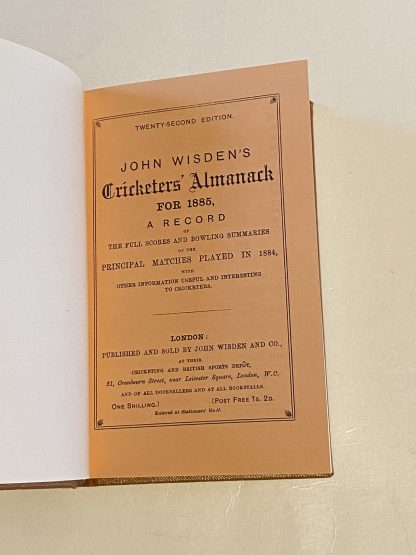 TWENTY-SECOND EDITION.
JOHN WISDEN'S
Cricketers' Almanack
FOR 1885,
A RECORD
OF
THE FULL SCORES AND BOWLING SUMMARIES
OF THE
PRINCIPAL MATCHES PLAYED IN 1884,
WITH
OTHER INFORMATION USEFUL AND INTERESTING
TO CRICKETERS.
LONDON:
PUBLISHED AND SOLD BY JOHN WISDEN AND CO.,
AT THEIR
CRICKETING AND BRITISH SPORTS DEPÔT,
21, Cranbourn Street, near Leicester Square, London, W.C.
AND OF ALL BOOKSELLERS AND AT ALL BOOKSTALLS.
ONE SHILLING.) (POST FREE 1s. 2D.
Entered at Stationers' Hall.